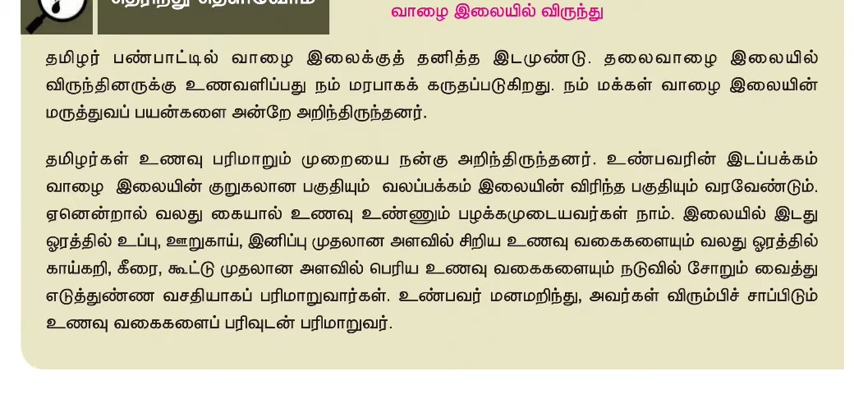 தெரிந்து தெளிவோம்
வாழை இலையில் விருந்து
தமிழர் பண்பாட்டில் வாழை இலைக்குத் தனித்த இடமுண்டு. தலைவாழை இலையில்
விருந்தினருக்கு உணவளிப்பது நம் மரபாகக் கருதப்படுகிறது. நம் மக்கள் வாழை இலையின்
மருத்துவப் பயன்களை அன்றே அறிந்திருந்தனர்.
தமிழர்கள் உணவு பரிமாறும் முறையை நன்கு அறிந்திருந்தனர். உண்பவரின் இடப்பக்கம்
வாழை இலையின் குறுகலான பகுதியும் வலப்பக்கம் இலையின் விரிந்த பகுதியும் வரவேண்டும்.
ஏனென்றால் வலது கையால் உணவு உண்ணும் பழக்கமுடையவர்கள் நாம். இலையில் இடது
ஓரத்தில் உப்பு, ஊறுகாய், இனிப்பு முதலான அளவில் சிறிய உணவு வகைகளையும் வலது ஓரத்தில்
காய்கறி, கீரை, கூட்டு முதலான அளவில் பெரிய உணவு வகைகளையும் நடுவில் சோறும் வைத்து
எடுத்துண்ண வசதியாகப் பரிமாறுவார்கள். உண்பவர் மனமறிந்து, அவர்கள் விரும்பிச் சாப்பிடும்
உணவு வகைகளைப் பரிவுடன் பரிமாறுவர்.